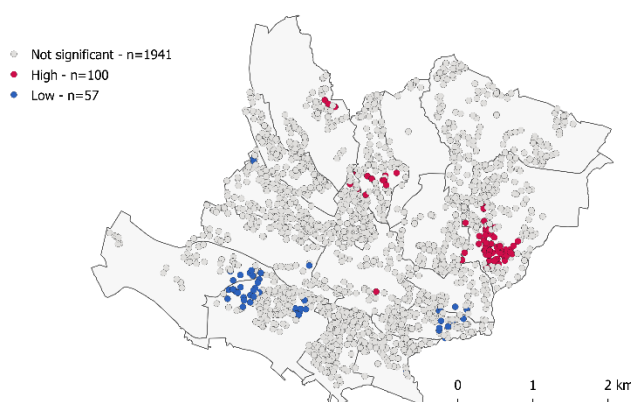 Not significant - n=1941
High - n=100
Low - n=57
0 1 2 km